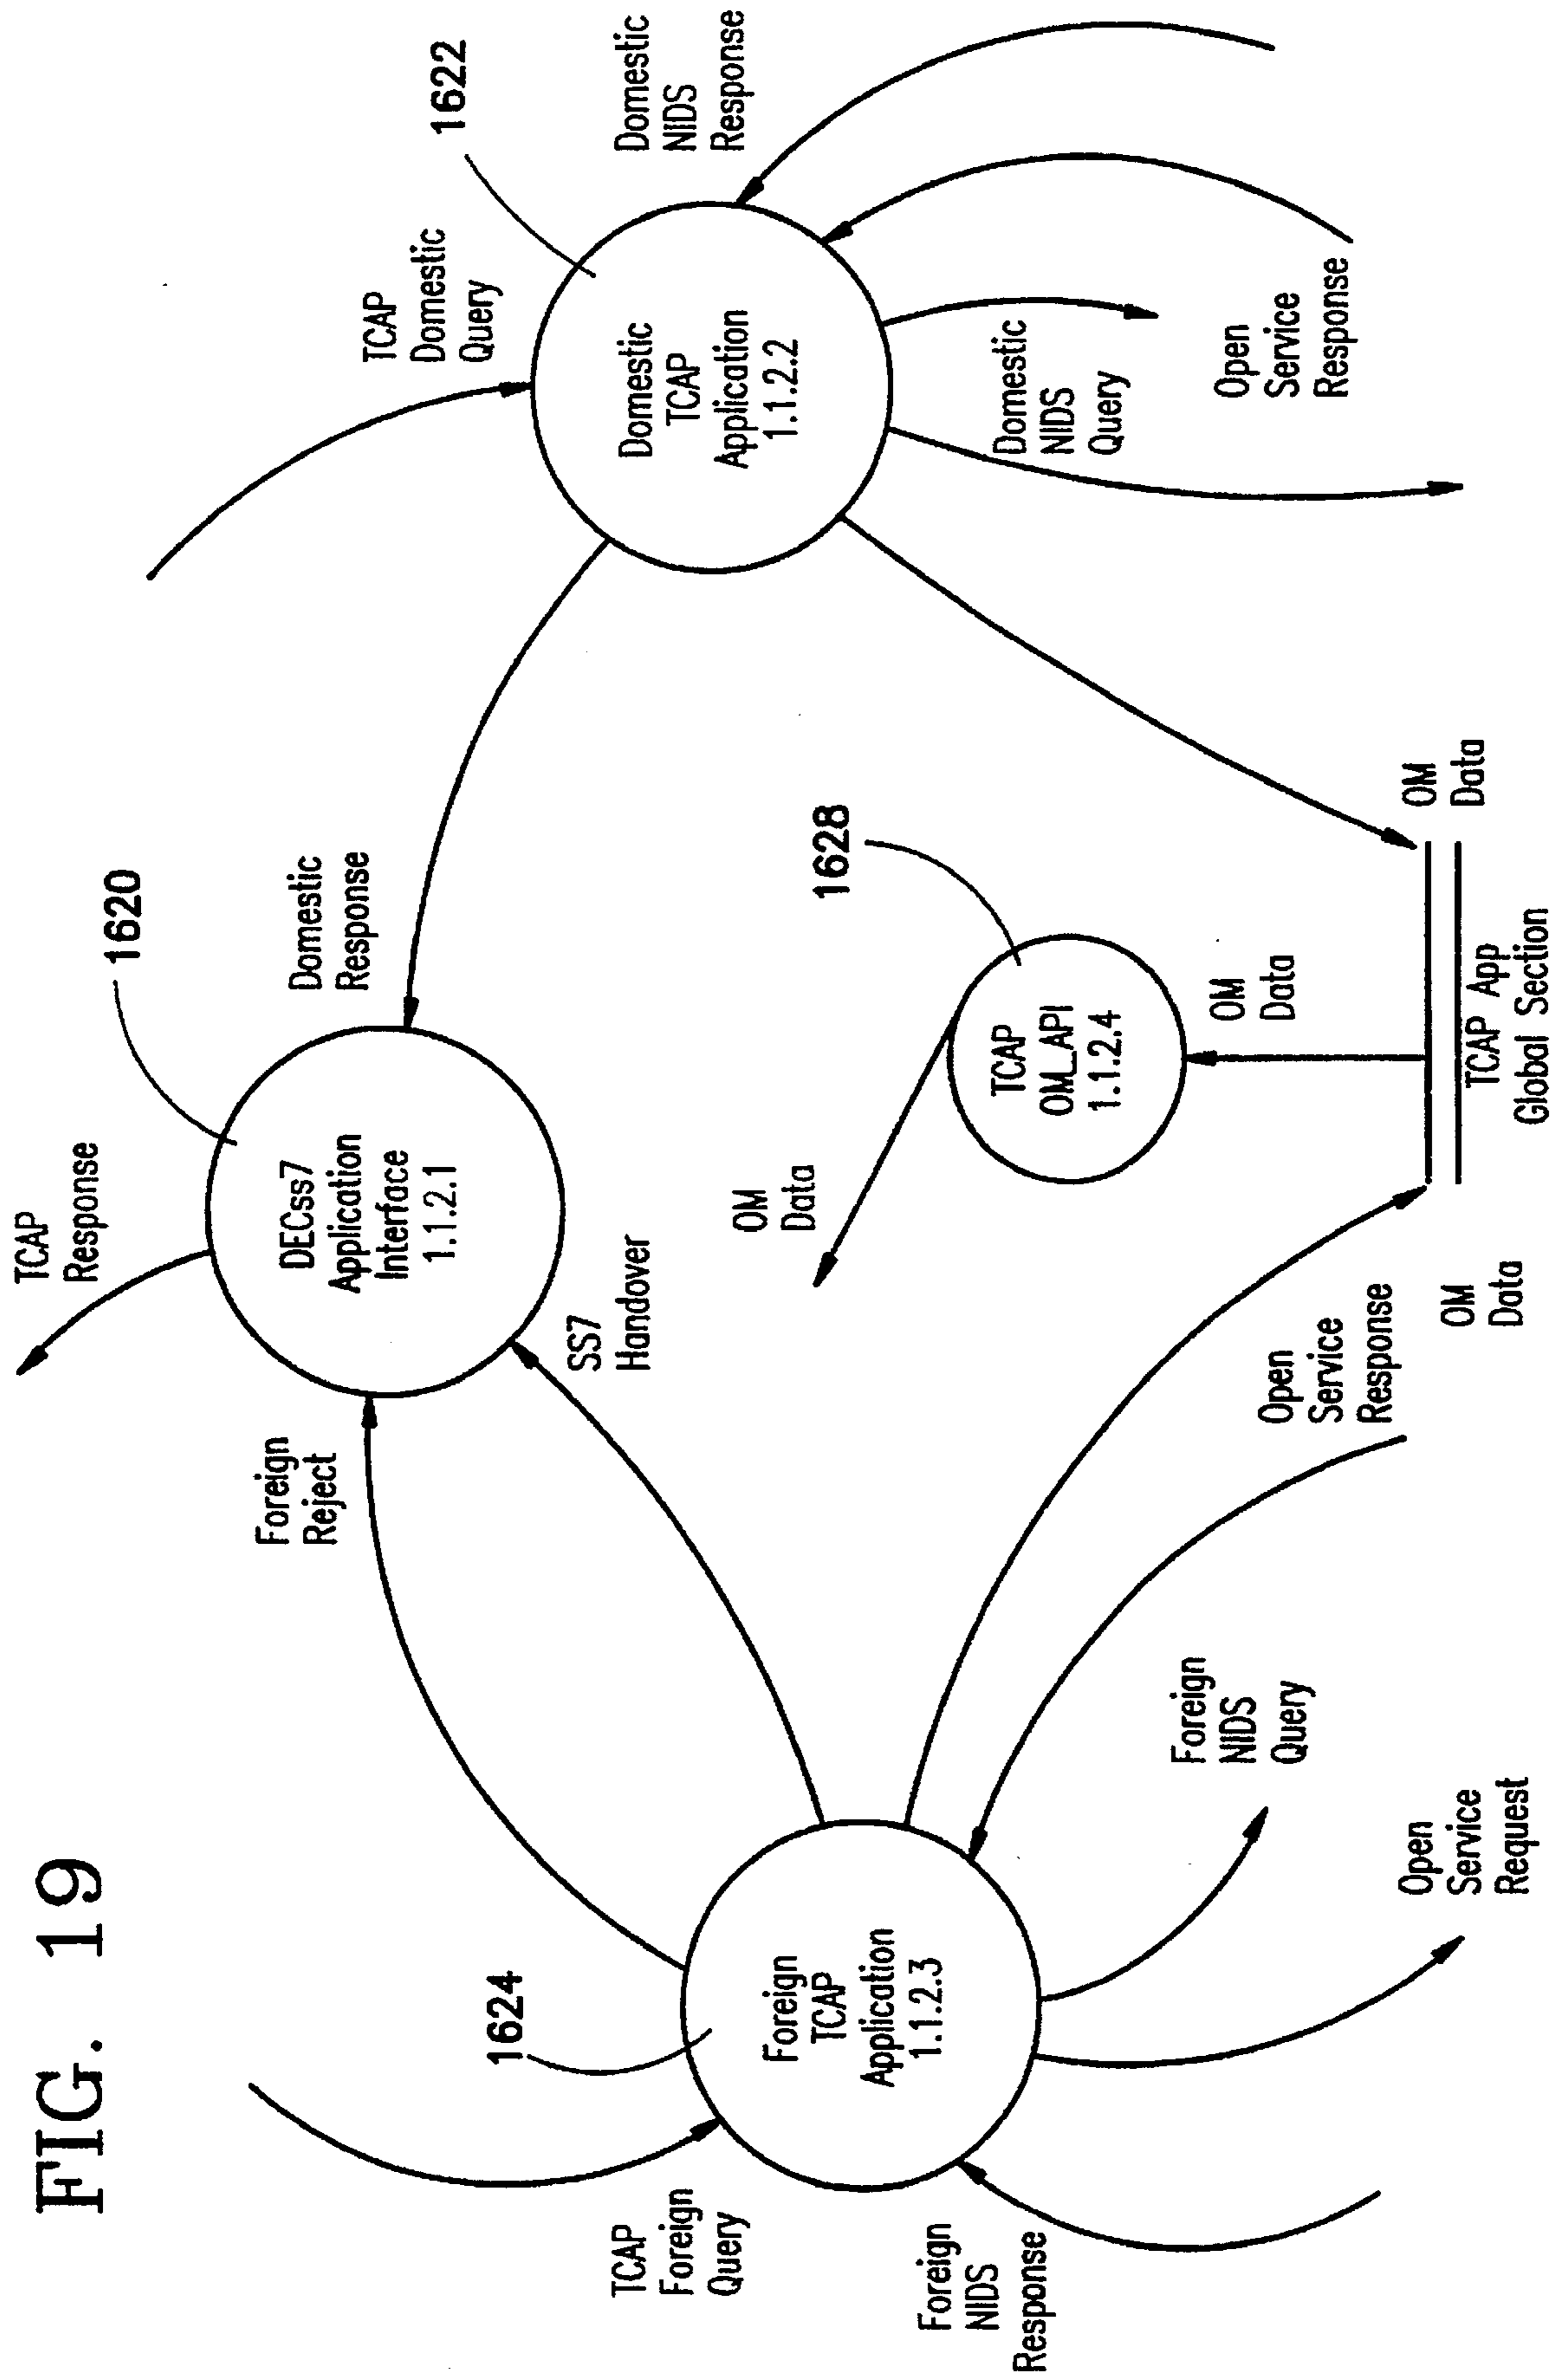 FIG. 19
TCAP
Response
1620
DECss7
Application
Interface
1.1.2.1
Foreign
Reject
SS7
Handover
Domestic
Response
TCAP
Domestic
Query
1622
Domestic
TCAP
Application
1.1.2.2
Domestic
NIDS
Response
Domestic
NIDS
Query
Open
Service
Response
1624
Foreign
TCAP
Application
1.1.2.3
TCAP
Foreign
Query
Foreign
NIDS
Response
Foreign
NIDS
Query
Open
Service
Request
Open
Service
Response
OM
Data
1628
TCAP
OM_API
1.1.2.4
OM
Data
OM
Data
OM
Data
TCAP App
Global Section